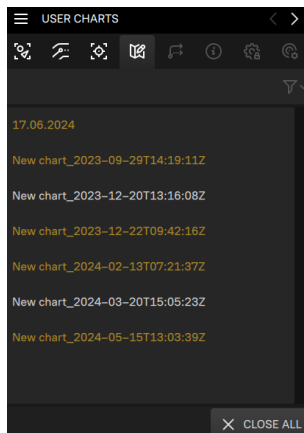 USER CHARTS
17.06.2024
New chart_2023-09-29T14:19:11Z
New chart_2023-12-20T13:16:08Z
New chart_2023-12-22T09:42:16Z
New chart_2024-02-13T07:21:37Z
New chart_2024-03-20T15:05:23Z
New chart_2024-05-15T13:03:39Z
CLOSE ALL